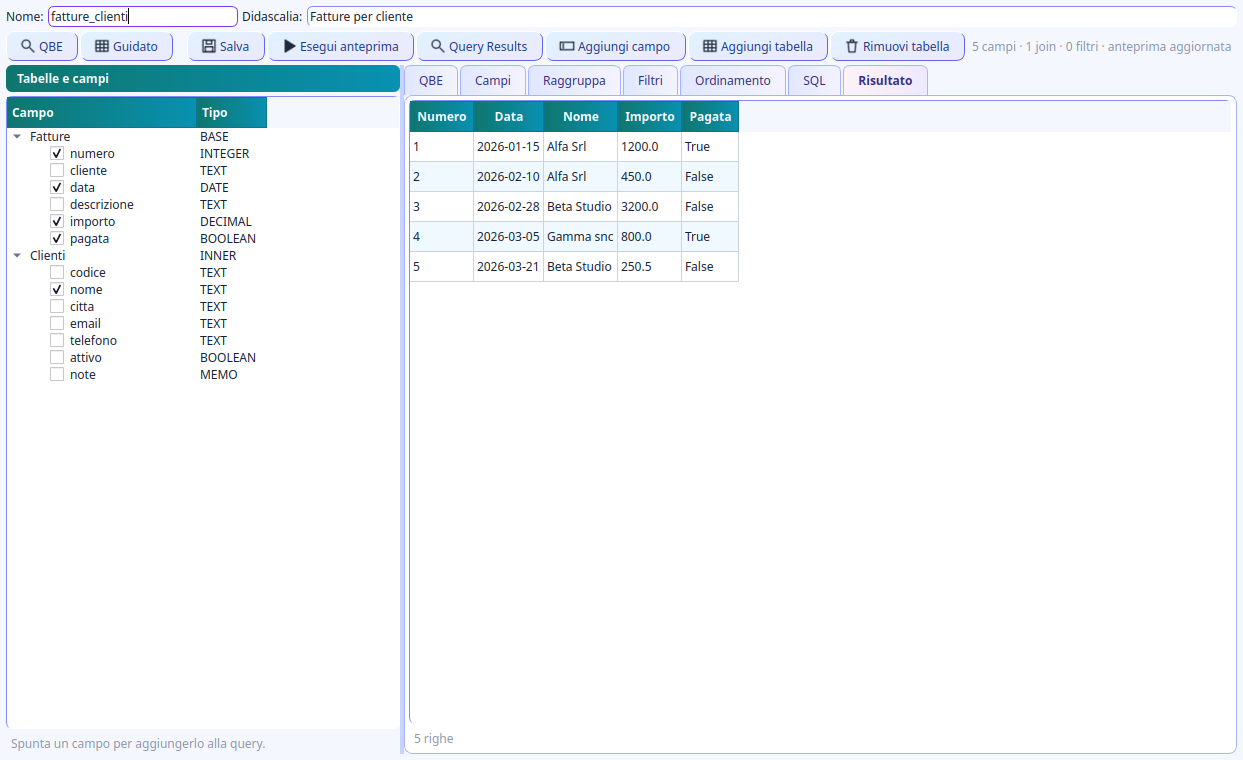 Nome: fatture_clienti Didascalia: Fatture per cliente
QBE Guidato Salva Esegui anteprima Query Results Aggiungi campo Aggiungi tabella Rimuovi tabella 5 campi · 1 join · 0 filtri · anteprima aggiornata
Tabelle e campi
Campo Tipo
Fatture BASE
numero INTEGER
cliente TEXT
data DATE
descrizione TEXT
importo DECIMAL
pagata BOOLEAN
Clienti INNER
codice TEXT
nome TEXT
citta TEXT
email TEXT
telefono TEXT
attivo BOOLEAN
note MEMO
Spunta un campo per aggiungerlo alla query.
QBE Campi Raggruppa Filtri Ordinamento SQL Risultato
Numero Data Nome Importo Pagata
1 2026-01-15 Alfa Srl 1200.0 True
2 2026-02-10 Alfa Srl 450.0 False
3 2026-02-28 Beta Studio 3200.0 False
4 2026-03-05 Gamma snc 800.0 True
5 2026-03-21 Beta Studio 250.5 False
5 righe